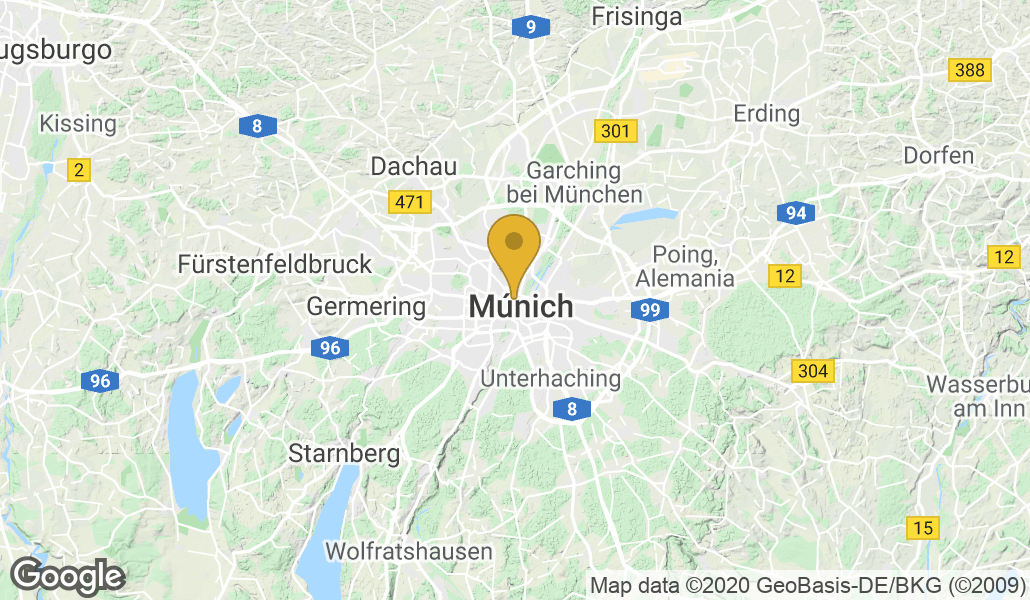 Frisinga
9
ugsburgo
388
Kissing
8
301
Erding
2
Dachau
Garching
bei München
Dorfen
471
94
Fürstenfeldbruck
Poing,
Alemania
12
12
Germering
Múnich
99
96
96
Unterhaching
304
Wasserbu
am Inn
8
Starnberg
15
Wolfratshausen
Google
Map data ©2020 GeoBasis-DE/BKG (©2009)